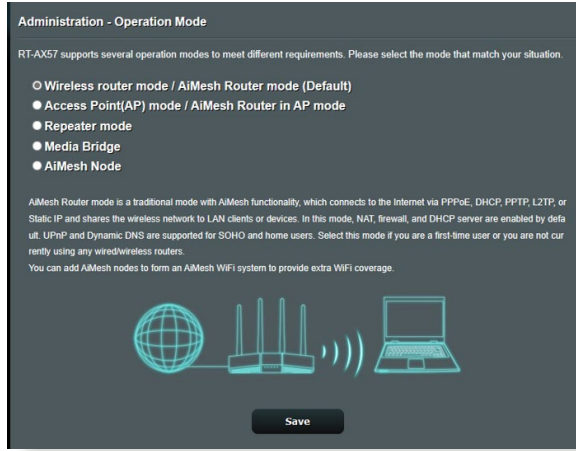 Administration - Operation Mode
RT-AX57 supports several operation modes to meet different requirements. Please select the mode that match your situation.
Wireless router mode / AiMesh Router mode (Default)
Access Point(AP) mode / AiMesh Router in AP mode
Repeater mode
Media Bridge
AiMesh Node
AiMesh Router mode is a traditional mode with AiMesh functionality, which connects to the Internet via PPPoE, DHCP, PPTP, L2TP, or
Static IP and shares the wireless network to LAN clients or devices. In this mode, NAT, firewall, and DHCP server are enabled by defa
ult. UPnP and Dynamic DNS are supported for SOHO and home users. Select this mode if you are a first-time user or you are not cur
rently using any wired/wireless routers.
You can add AiMesh nodes to form an AiMesh WiFi system to provide extra WiFi coverage.
Save